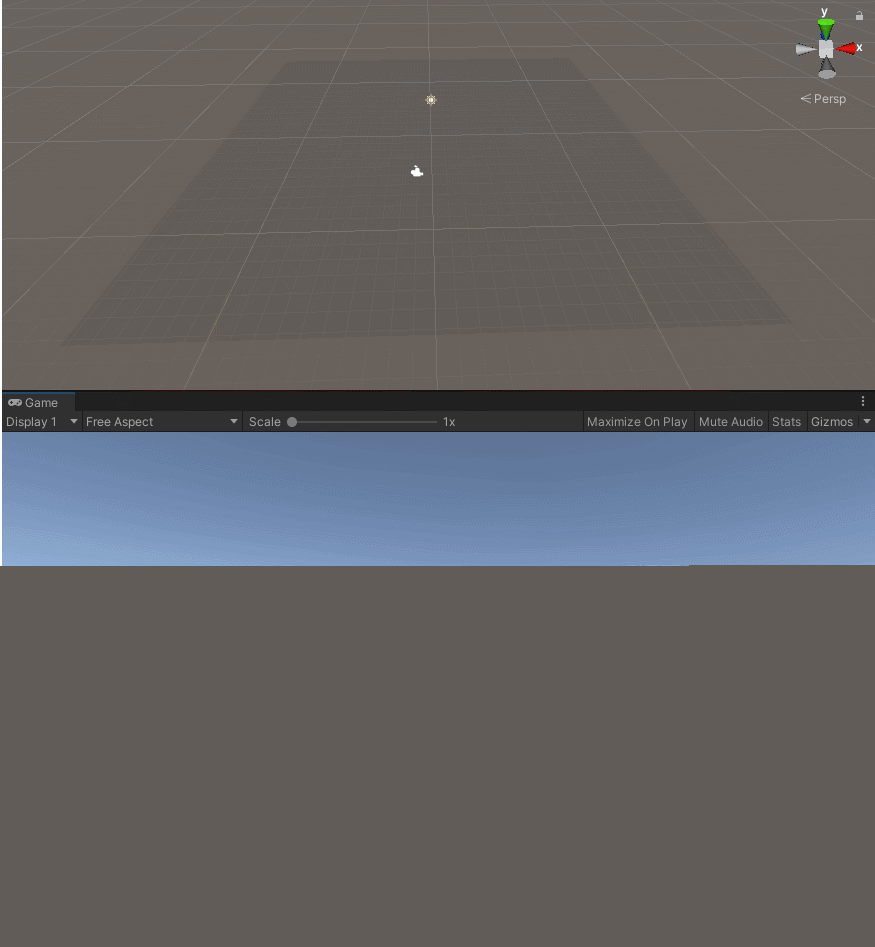 y
x
Persp
Game
Display 1
Free Aspect
Scale
1x
Maximize On Play
Mute Audio
Stats
Gizmos